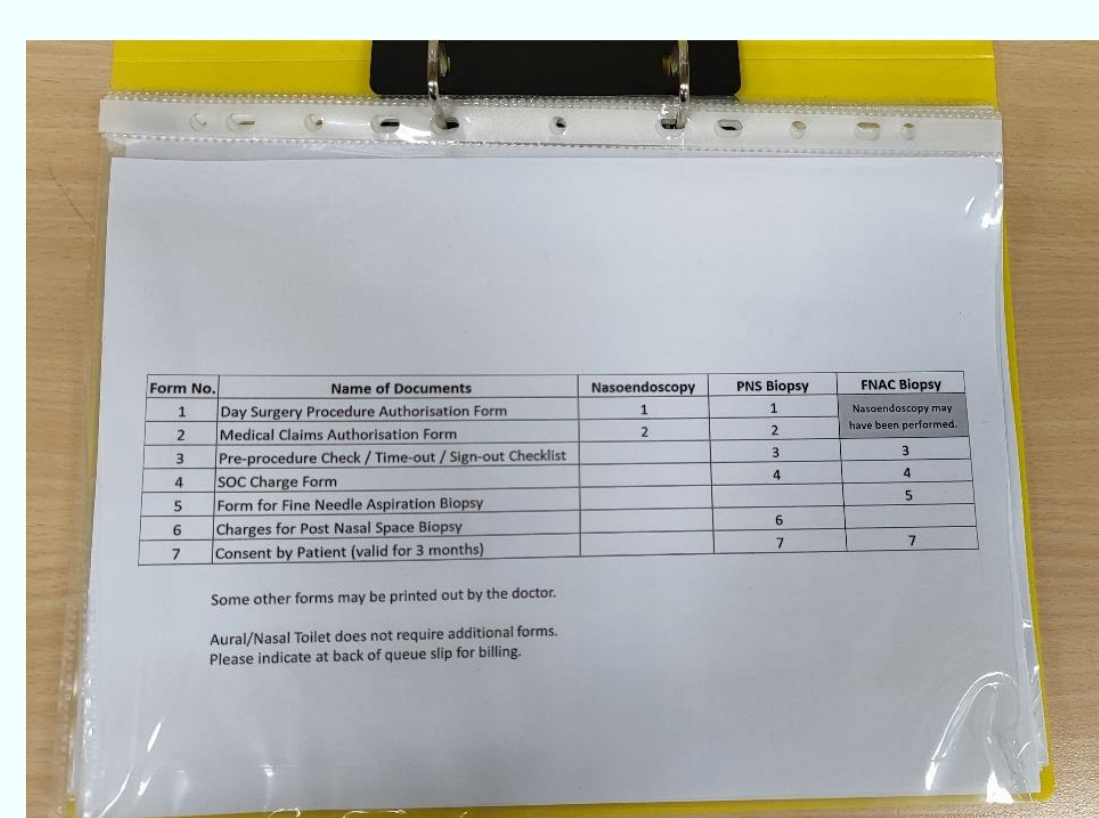 Form No. Name of Documents Nasoendoscopy PNS Biopsy FNAC Biopsy
1 Day Surgery Procedure Authorisation Form 1 1 Nasoendoscopy may
have been performed.
2 Medical Claims Authorisation Form 2 2
3 Pre-procedure Check / Time-out / Sign-out Checklist 3 3
4 SOC Charge Form 4 4
5 Form for Fine Needle Aspiration Biopsy 5
6 Charges for Post Nasal Space Biopsy 6
7 Consent by Patient (valid for 3 months) 7 7
Some other forms may be printed out by the doctor.
Aural/Nasal Toilet does not require additional forms.
Please indicate at back of queue slip for billing.